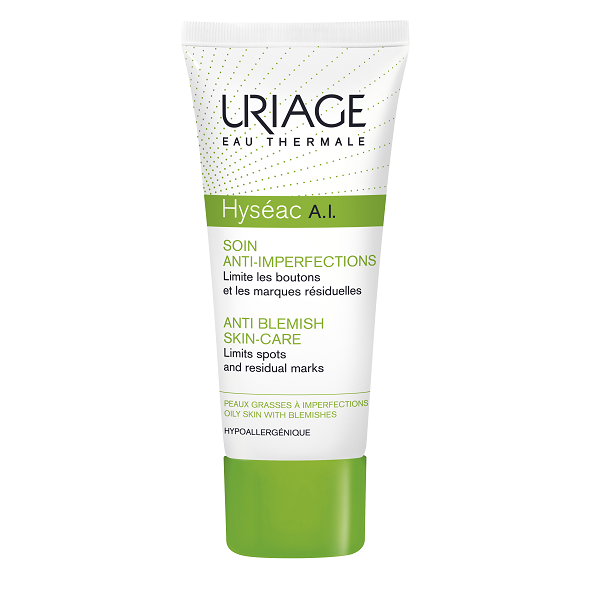 URIAGE
EAU THERMALE
Hyséac A.I.
SOIN
ANTI-IMPERFECTIONS
Limite les boutons
et les marques résiduelles
ANTI BLEMISH
SKIN-CARE
Limits spots
and residual marks
PEAUX GRASSES À IMPERFECTIONS
OILY SKIN WITH BLEMISHES
HYPOALLERGÉNIQUE